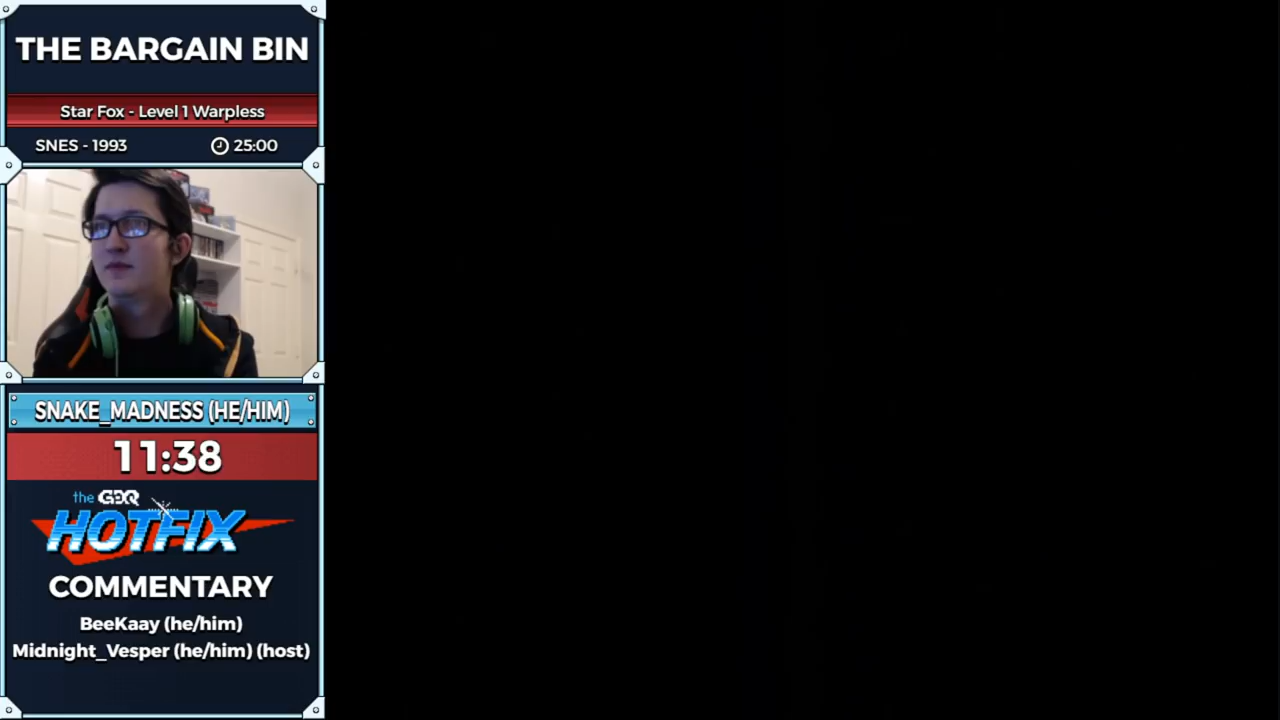 THE BARGAIN BIN
Star Fox - Level 1 Warpless
SNES - 1993 25:00
SNAKE_MADNESS (HE/HIM)
11:38
the GDQ
HOTFIX
COMMENTARY
BeeKaay (he/him)
Midnight_Vesper (he/him) (host)